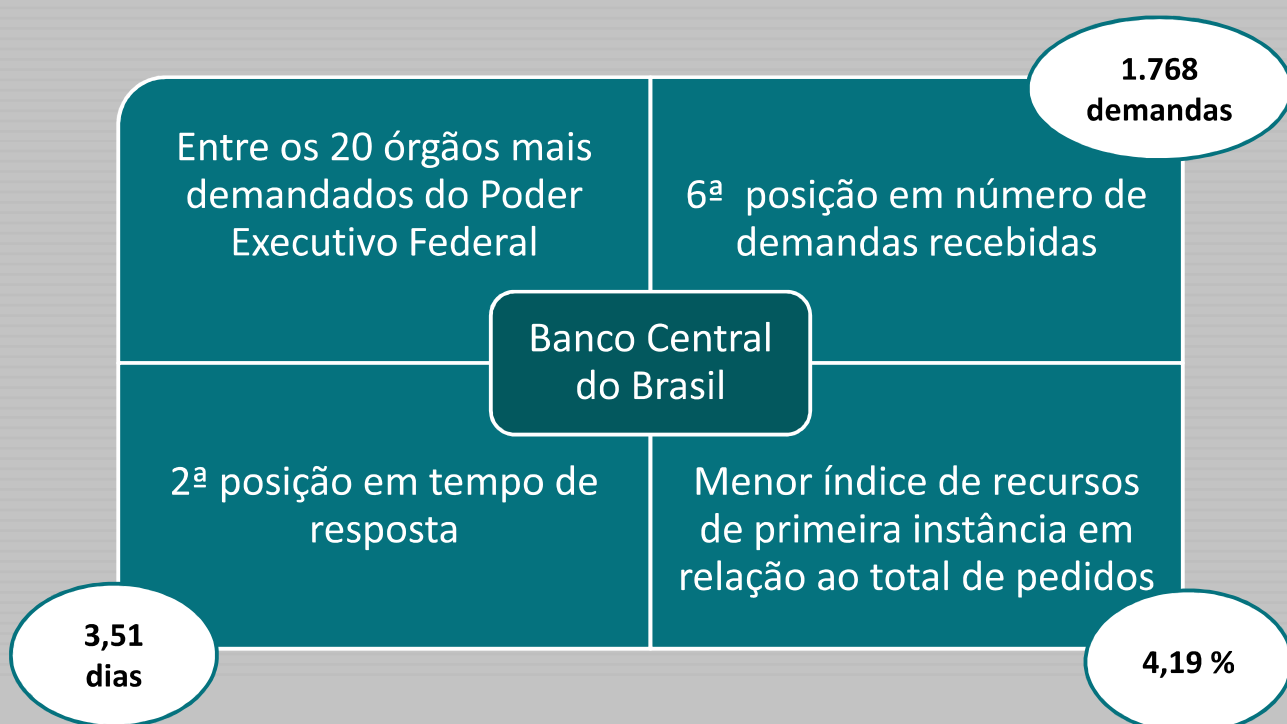 Entre os 20 órgãos mais
demandados do Poder
Executivo Federal
1.768
demandas
6ª posição em número de
demandas recebidas
Banco Central
do Brasil
2ª posição em tempo de
resposta
3,51
dias
Menor índice de recursos
de primeira instância em
relação ao total de pedidos
4,19 %